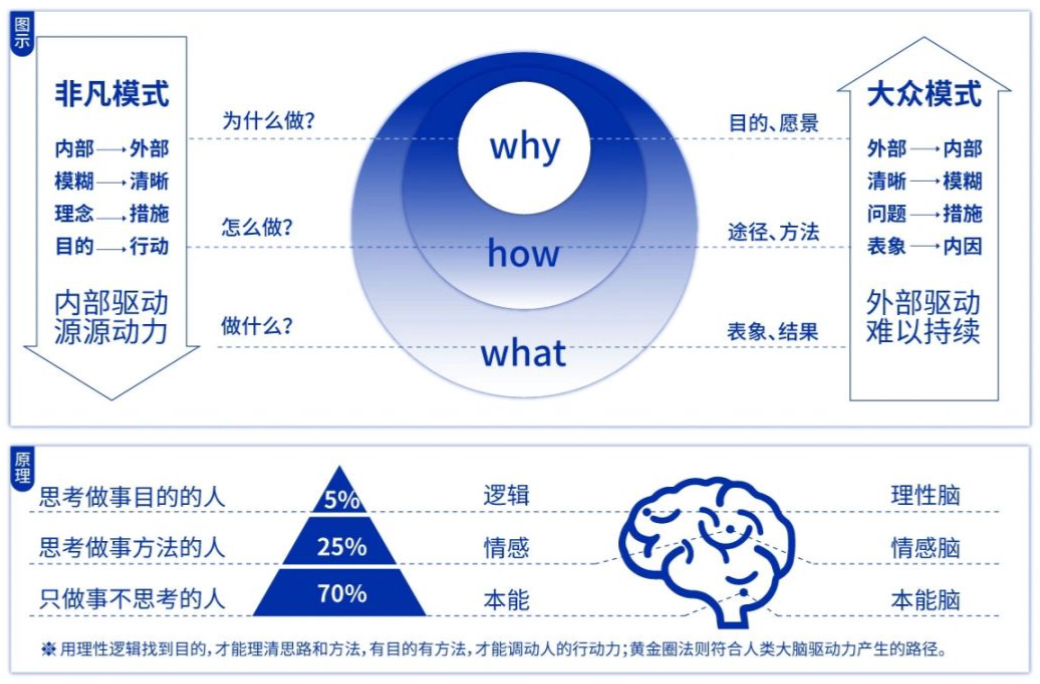 图示
非凡模式
内部→外部
模糊→清晰
理念→措施
目的→行动
内部驱动
源源动力
为什么做?
怎么做?
做什么?
why
how
what
目的、愿景
途径、方法
表象、结果
大众模式
外部→内部
清晰→模糊
问题→措施
表象→内因
外部驱动
难以持续
原理
思考做事目的的人
5%
逻辑
理性脑
思考做事方法的人
25%
情感
情感脑
只做事不思考的人
70%
本能
本能脑
※用理性逻辑找到目的,才能理清思路和方法,有目的有方法,才能调动人的行动力;黄金圈法则符合人类大脑驱动力产生的路径。